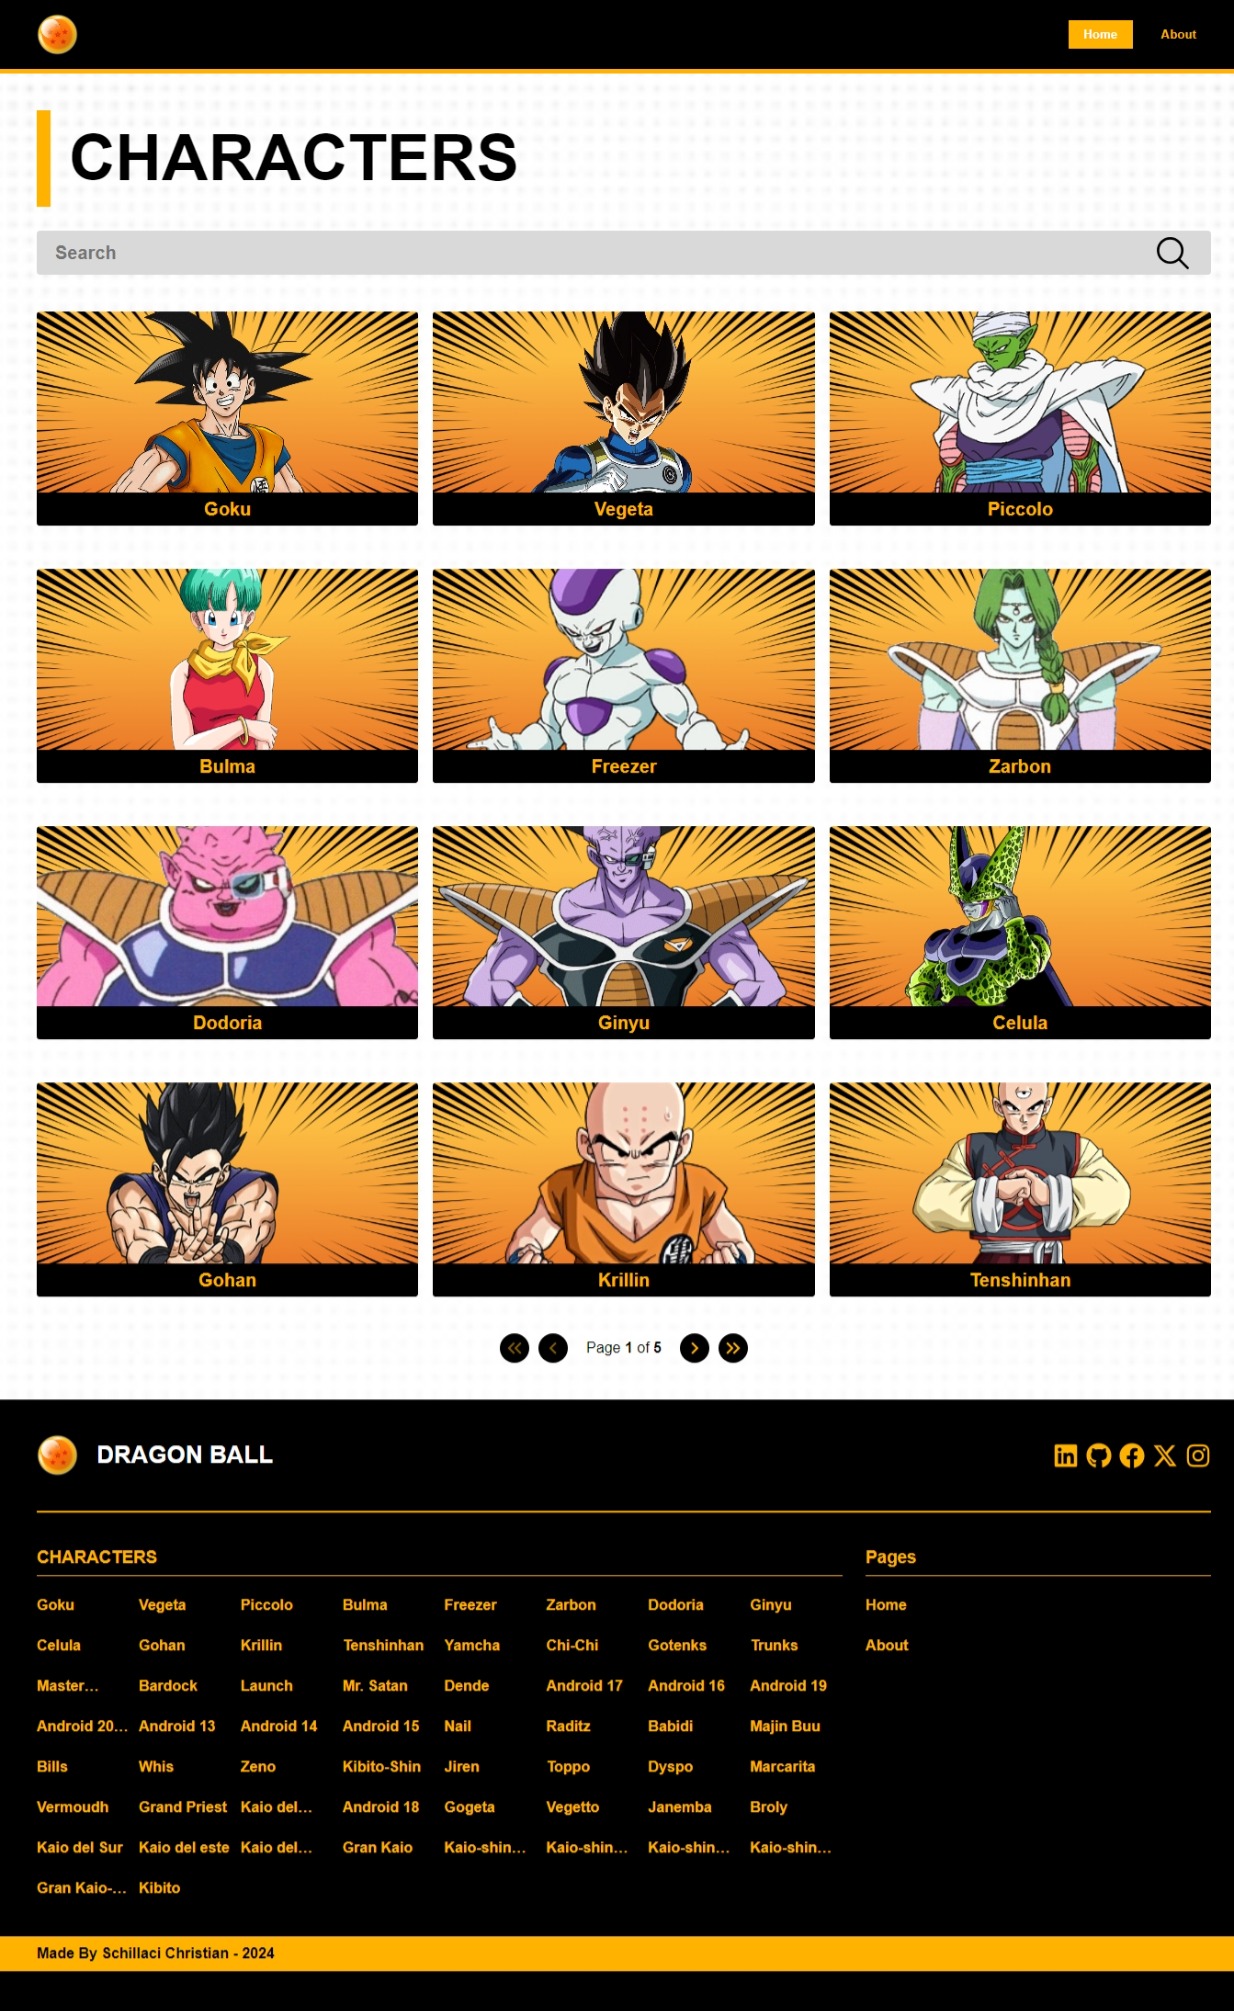 Home About
CHARACTERS
Search
Goku Vegeta Piccolo
Bulma Freezer Zarbon
Dodoria Ginyu Celula
Gohan Krillin Tenshinhan
Page 1 of 5
DRAGON BALL
CHARACTERS Pages
Goku Vegeta Piccolo Bulma Freezer Zarbon Dodoria Ginyu Home
Celula Gohan Krillin Tenshinhan Yamcha Chi-Chi Gotenks Trunks About
Master... Bardock Launch Mr. Satan Dende Android 17 Android 16 Android 19
Android 20... Android 13 Android 14 Android 15 Nail Raditz Babidi Majin Buu
Bills Whis Zeno Kibito-Shin Jiren Toppo Dyspo Marcarita
Vermoudh Grand Priest Kaio del... Android 18 Gogeta Vegetto Janemba Broly
Kaio del Sur Kaio del este Kaio del... Gran Kaio Kaio-shin... Kaio-shin... Kaio-shin... Kaio-shin...
Gran Kaio-... Kibito
Made By Schillaci Christian - 2024